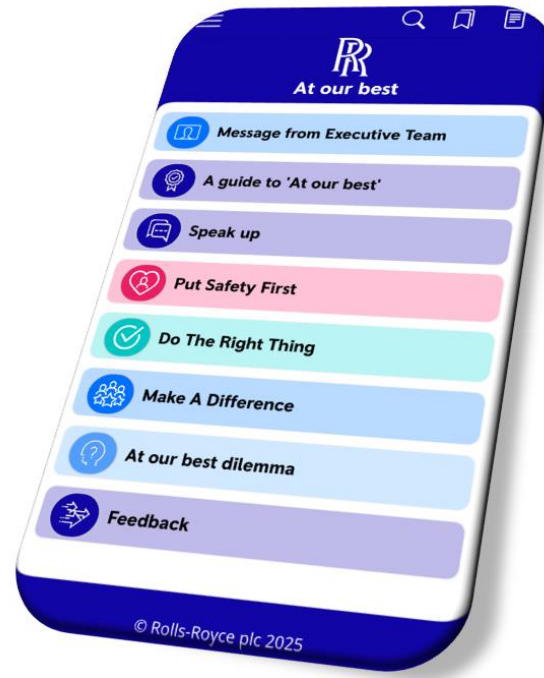 RR
At our best
Message from Executive Team
A guide to 'At our best'
Speak up
Put Safety First
Do The Right Thing
Make A Difference
At our best dilemma
?
Feedback
© Rolls-Royce plc 2025